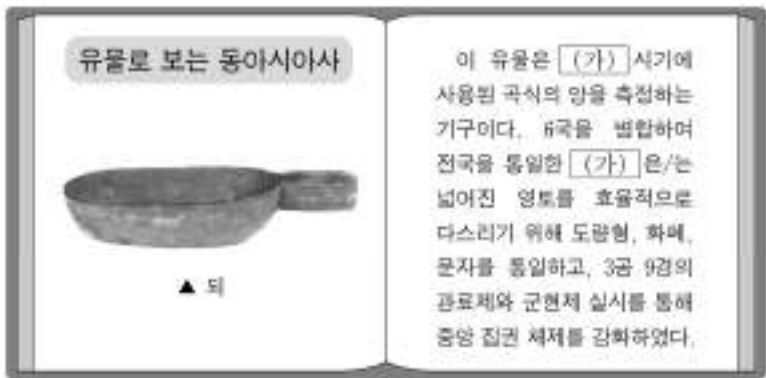 유물로 보는 동아시아사
▲ 되
이 유물은 (가) 시기에
사용된 곡식의 양을 측정하는
기구이다. 6국을 병합하여
전국을 통일한 (가) 은/는
넓어진 영토를 효율적으로
다스리기 위해 도량형, 화폐,
문자를 통일하고, 3공 9경의
관료제와 군현제 실시를 통해
중앙 집권 체제를 강화하였다.